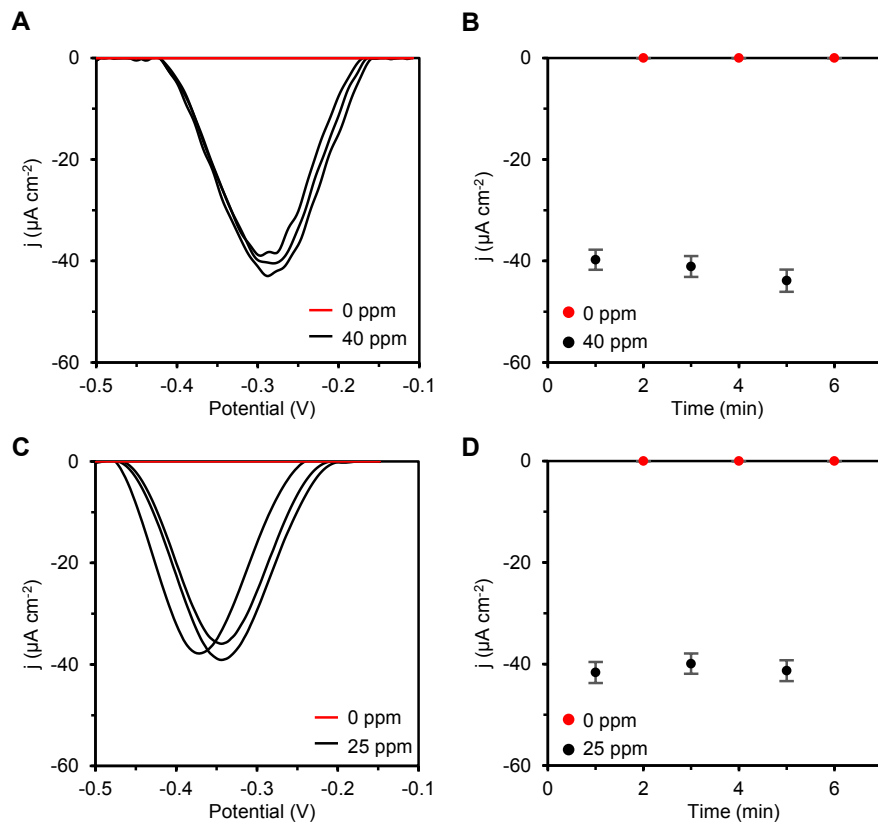 A
0
-20
-40
-60
j (µA cm-2)
-0.5
-0.4
-0.3
-0.2
-0.1
Potential (V)
0 ppm
40 ppm
B
0
-20
-40
-60
j (µA cm-2)
0
2
4
6
Time (min)
0 ppm
40 ppm
C
0
-20
-40
-60
j (µA cm-2)
-0.5
-0.4
-0.3
-0.2
-0.1
Potential (V)
0 ppm
25 ppm
D
0
-20
-40
-60
j (µA cm-2)
0
2
4
6
Time (min)
0 ppm
25 ppm